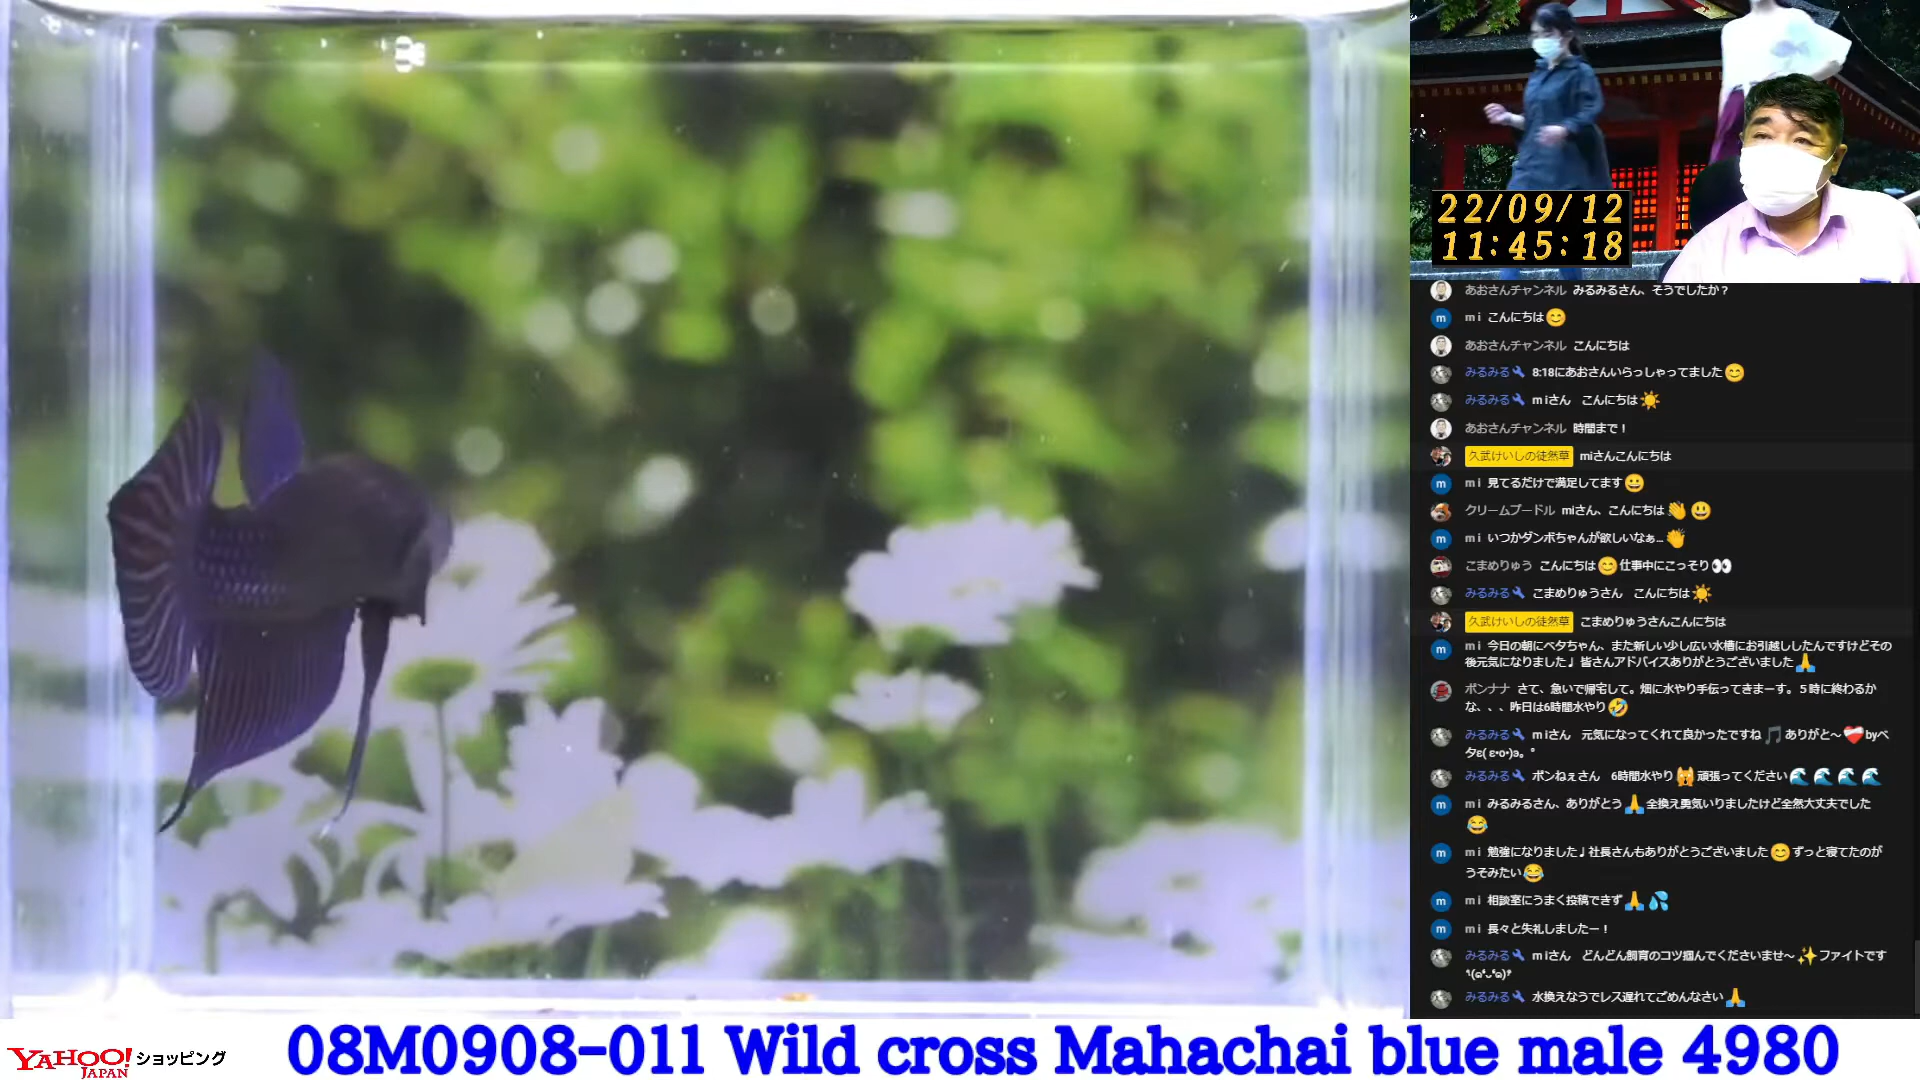 22/09/12
11:45:18
あおさんチャンネル みるみるさん、そうでしたか？
m i こんにちは😊
あおさんチャンネル こんにちは
みるみる 8:18にあおさんいらっしゃってました😊
みるみる m iさん　こんにちは☀️
あおさんチャンネル 時間まで！
久武けいしの徒然草 miさんこんにちは
m i 見てるだけで満足してます😀
クリームプードル miさん、こんにちは👋😃
m i いつかダンボちゃんが欲しいなぁ...👏
こまめりゅう こんにちは😊仕事中にこっそり👀
みるみる こまめりゅうさん　こんにちは☀️
久武けいしの徒然草 こまめりゅうさんこんにちは
m i 今日の朝にベタちゃん、また新しい少し広い水槽にお引越ししたんですけどその
後元気になりました♩ 皆さんアドバイスありがとうございました🙏
ボンナナ さて、急いで帰宅して。畑に水やり手伝ってきまーす。５時に終わるか
な、、、昨日は6時間水やり🤣
みるみる m iさん　元気になってくれて良かったですね🎵ありがと〜❤️byベ
タ
みるみる ボンねぇさん　6時間水やり🙀頑張ってください🌊🌊🌊🌊
m i みるみるさん、ありがとう🙏全換え勇気いりましたけど全然大丈夫でした
😂
m i 勉強になりました♩社長さんもありがとうございました😊ずっと寝てたのが
うそみたい😂
m i 相談室にうまく投稿できず🙏💦
m i 長々と失礼しましたー！
みるみる m iさん　どんどん飼育のコツ掴んでくださいませ〜✨ファイトです
みるみる 水換えなうでレス遅れてごめんなさい🙏
YAHOO! ショッピング
JAPAN
08M0908-011 Wild cross Mahachai blue male 4980